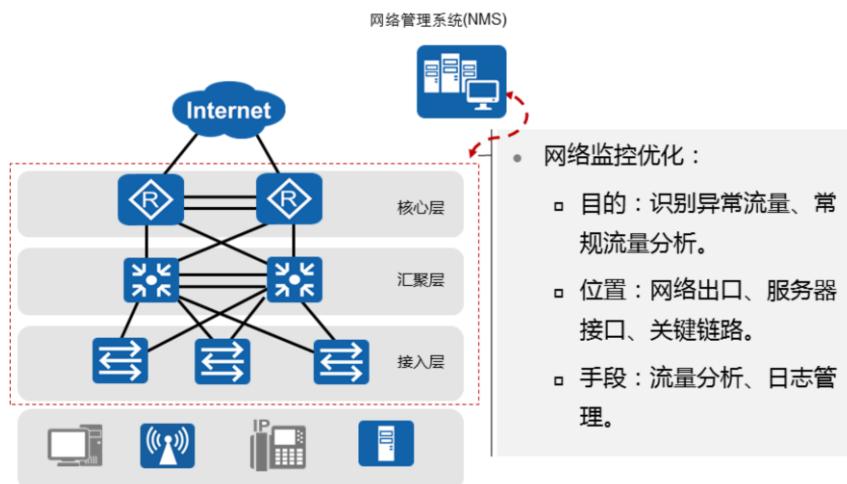 网络管理系统(NMS)
Internet
R
R
核心层
汇聚层
接入层
IP
• 网络监控优化：
▫ 目的：识别异常流量、常
规流量分析。
▫ 位置：网络出口、服务器
接口、关键链路。
▫ 手段：流量分析、日志管
理。